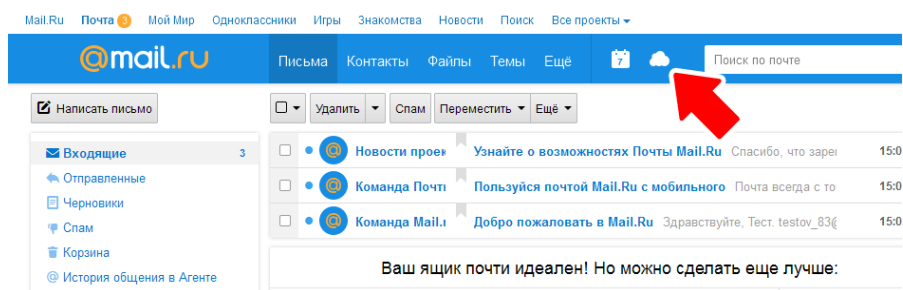 Mail.Ru Почта 3 Мой Мир Одноклассники Игры Знакомства Новости Поиск Все проекты
@mail.ru Письма Контакты Файлы Темы Ещё 7 Поиск по почте
Написать письмо Удалить Спам Переместить Ещё
Входящие 3
Отправленные
Черновики
Спам
Корзина
@ История общения в Агенте
@ Новости проек Узнайте о возможностях Почты Mail.Ru Спасибо, что заре 15:0
@ Команда Почт Пользуйся почтой Mail.Ru с мобильного Почта всегда с то 15:0
@ Команда Mail. Добро пожаловать в Mail.Ru Здравствуйте, Тест. testov_83@ 15:0
Ваш ящик почти идеален! Но можно сделать еще лучше: